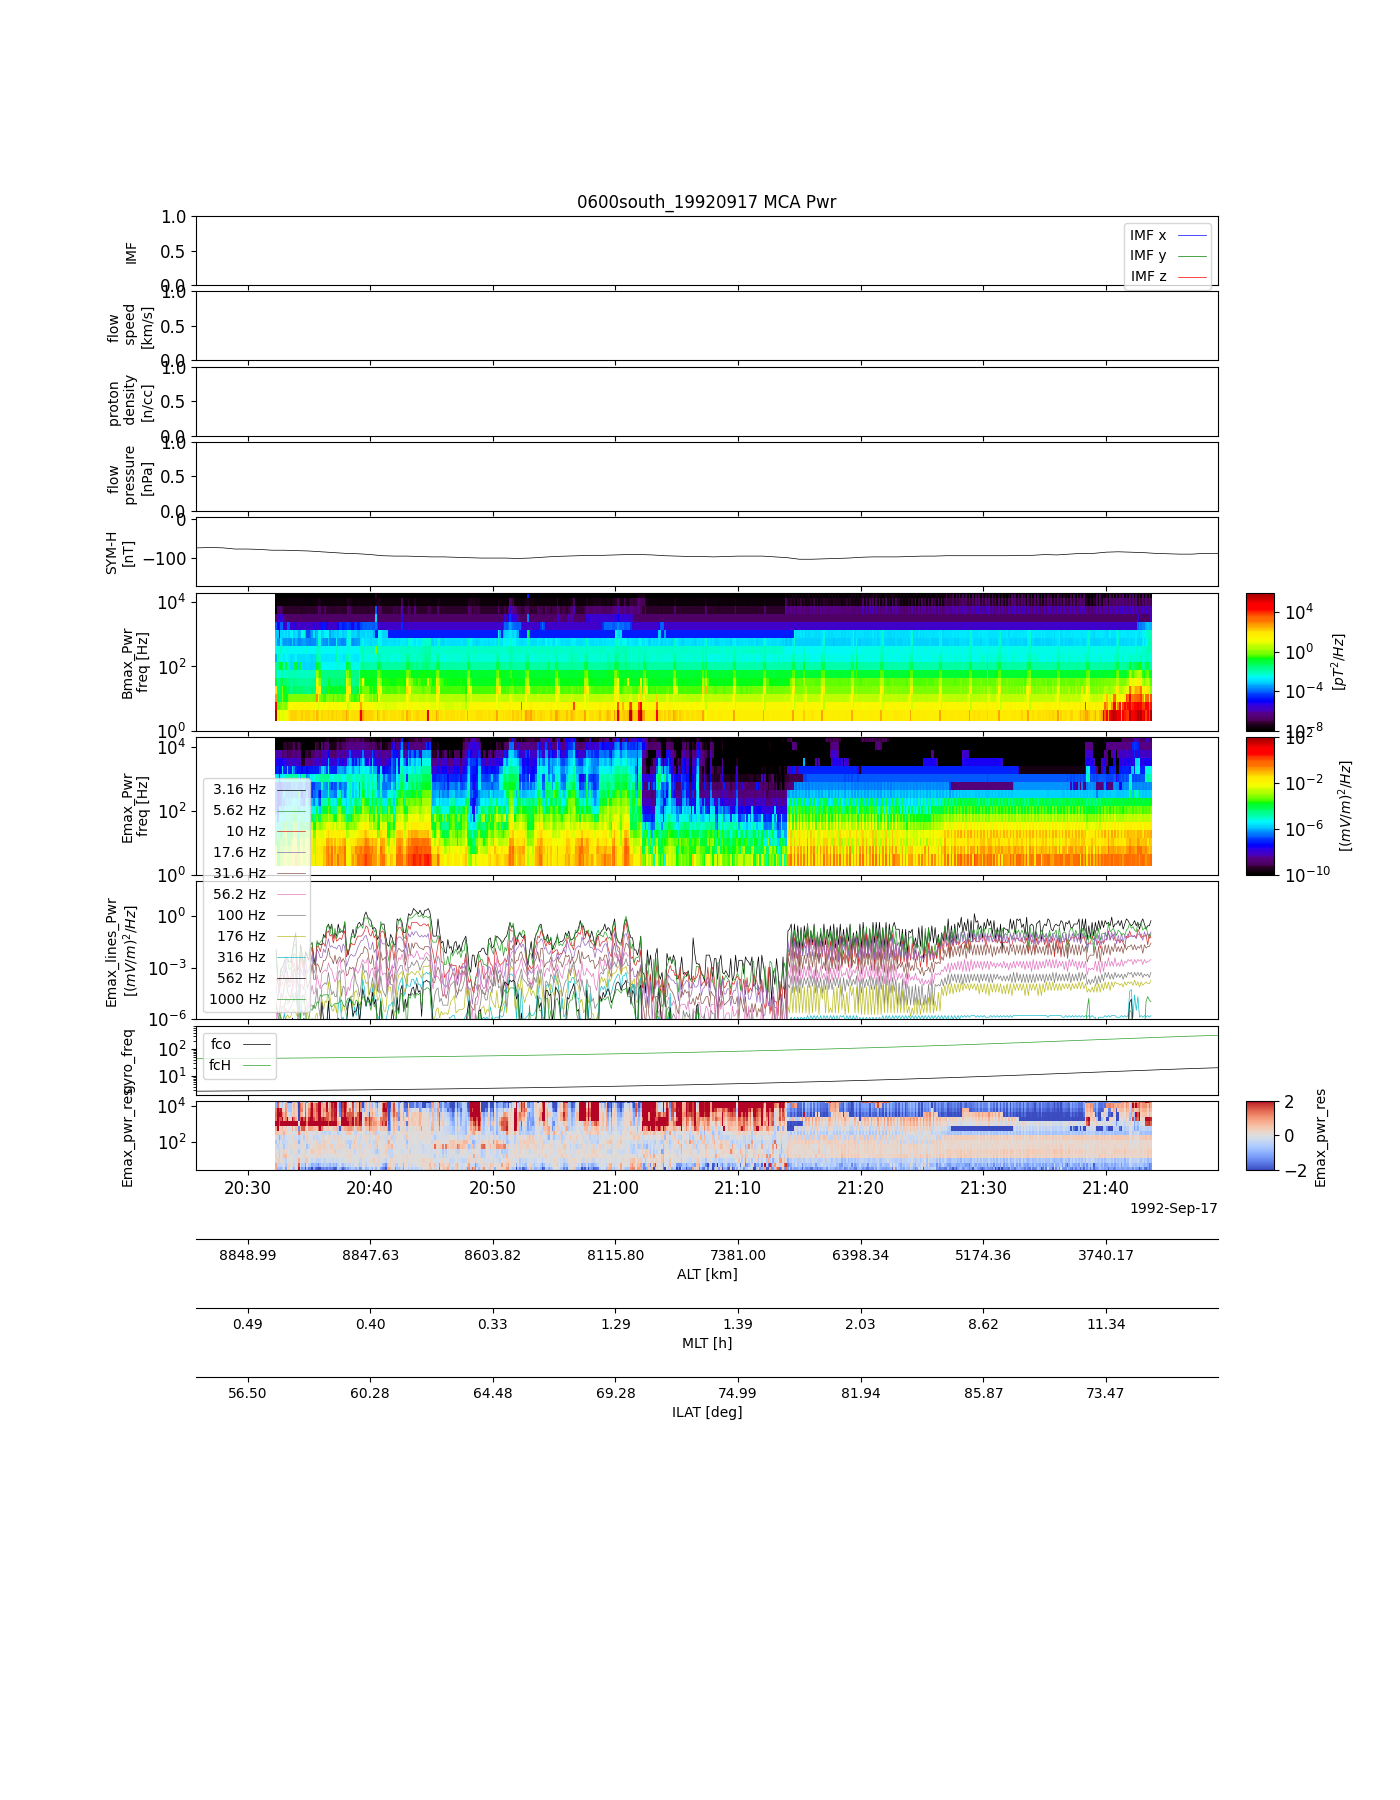 0600south_19920917 MCA Pwr
1.0
0.5
0.0
IMF
IMF x
IMF y
IMF z
1.0
0.5
0.0
flow
speed
[km/s]
1.0
0.5
0.0
proton
density
[n/cc]
1.0
0.5
0.0
flow
pressure
[nPa]
0
−100
SYM-H
[nT]
10^4
10^2
10^0
Bmax_Pwr
freq [Hz]
10^4
10^0
10^−4
10^−8
[pT^2/Hz]
10^4
10^2
10^0
Emax_Pwr
freq [Hz]
10^2
10^−2
10^−6
10^−10
[(mV/m)^2/Hz]
3.16 Hz
5.62 Hz
10 Hz
17.6 Hz
31.6 Hz
56.2 Hz
100 Hz
176 Hz
316 Hz
562 Hz
1000 Hz
10^0
10^−3
10^−6
Emax_lines_Pwr
[(mV/m)^2/Hz]
10^2
10^1
gyro_freq
fco
fcH
10^4
10^2
Emax_pwr_res
2
0
−2
Emax_pwr_res
20:30 20:40 20:50 21:00 21:10 21:20 21:30 21:40
1992-Sep-17
8848.99 8847.63 8603.82 8115.80 7381.00 6398.34 5174.36 3740.17
ALT [km]
0.49 0.40 0.33 1.29 1.39 2.03 8.62 11.34
MLT [h]
56.50 60.28 64.48 69.28 74.99 81.94 85.87 73.47
ILAT [deg]